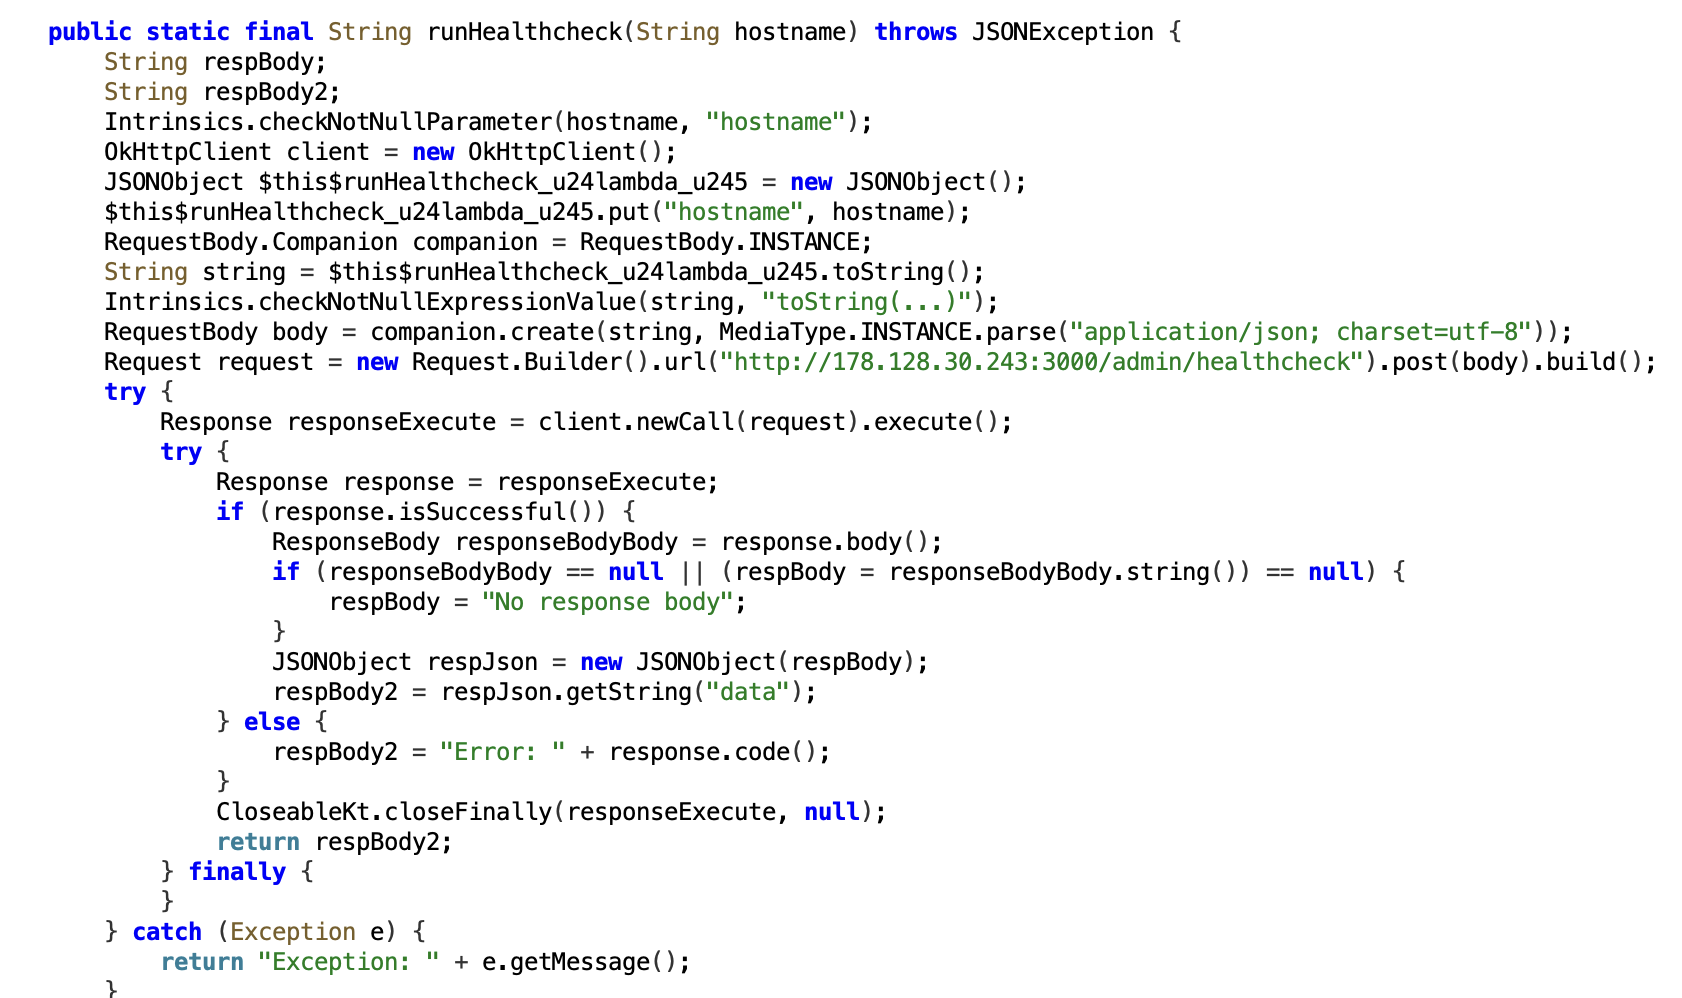 public static final String runHealthcheck(String hostname) throws JSONException {
String respBody;
String respBody2;
Intrinsics.checkNotNullParameter(hostname, "hostname");
OkHttpClient client = new OkHttpClient();
JSONObject $this$runHealthcheck_u24lambda_u245 = new JSONObject();
$this$runHealthcheck_u24lambda_u245.put("hostname", hostname);
RequestBody.Companion companion = RequestBody.INSTANCE;
String string = $this$runHealthcheck_u24lambda_u245.toString();
Intrinsics.checkNotNullExpressionValue(string, "toString(...)");
RequestBody body = companion.create(string, MediaType.INSTANCE.parse("application/json; charset=utf-8"));
Request request = new Request.Builder().url("http://178.128.30.243:3000/admin/healthcheck").post(body).build();
try {
Response responseExecute = client.newCall(request).execute();
try {
Response response = responseExecute;
if (response.isSuccessful()) {
ResponseBody responseBodyBody = response.body();
if (responseBodyBody == null || (respBody = responseBodyBody.string()) == null) {
respBody = "No response body";
}
JSONObject respJson = new JSONObject(respBody);
respBody2 = respJson.getString("data");
} else {
respBody2 = "Error: " + response.code();
}
CloseableKt.closeFinally(responseExecute, null);
return respBody2;
} finally {
}
} catch (Exception e) {
return "Exception: " + e.getMessage();
}